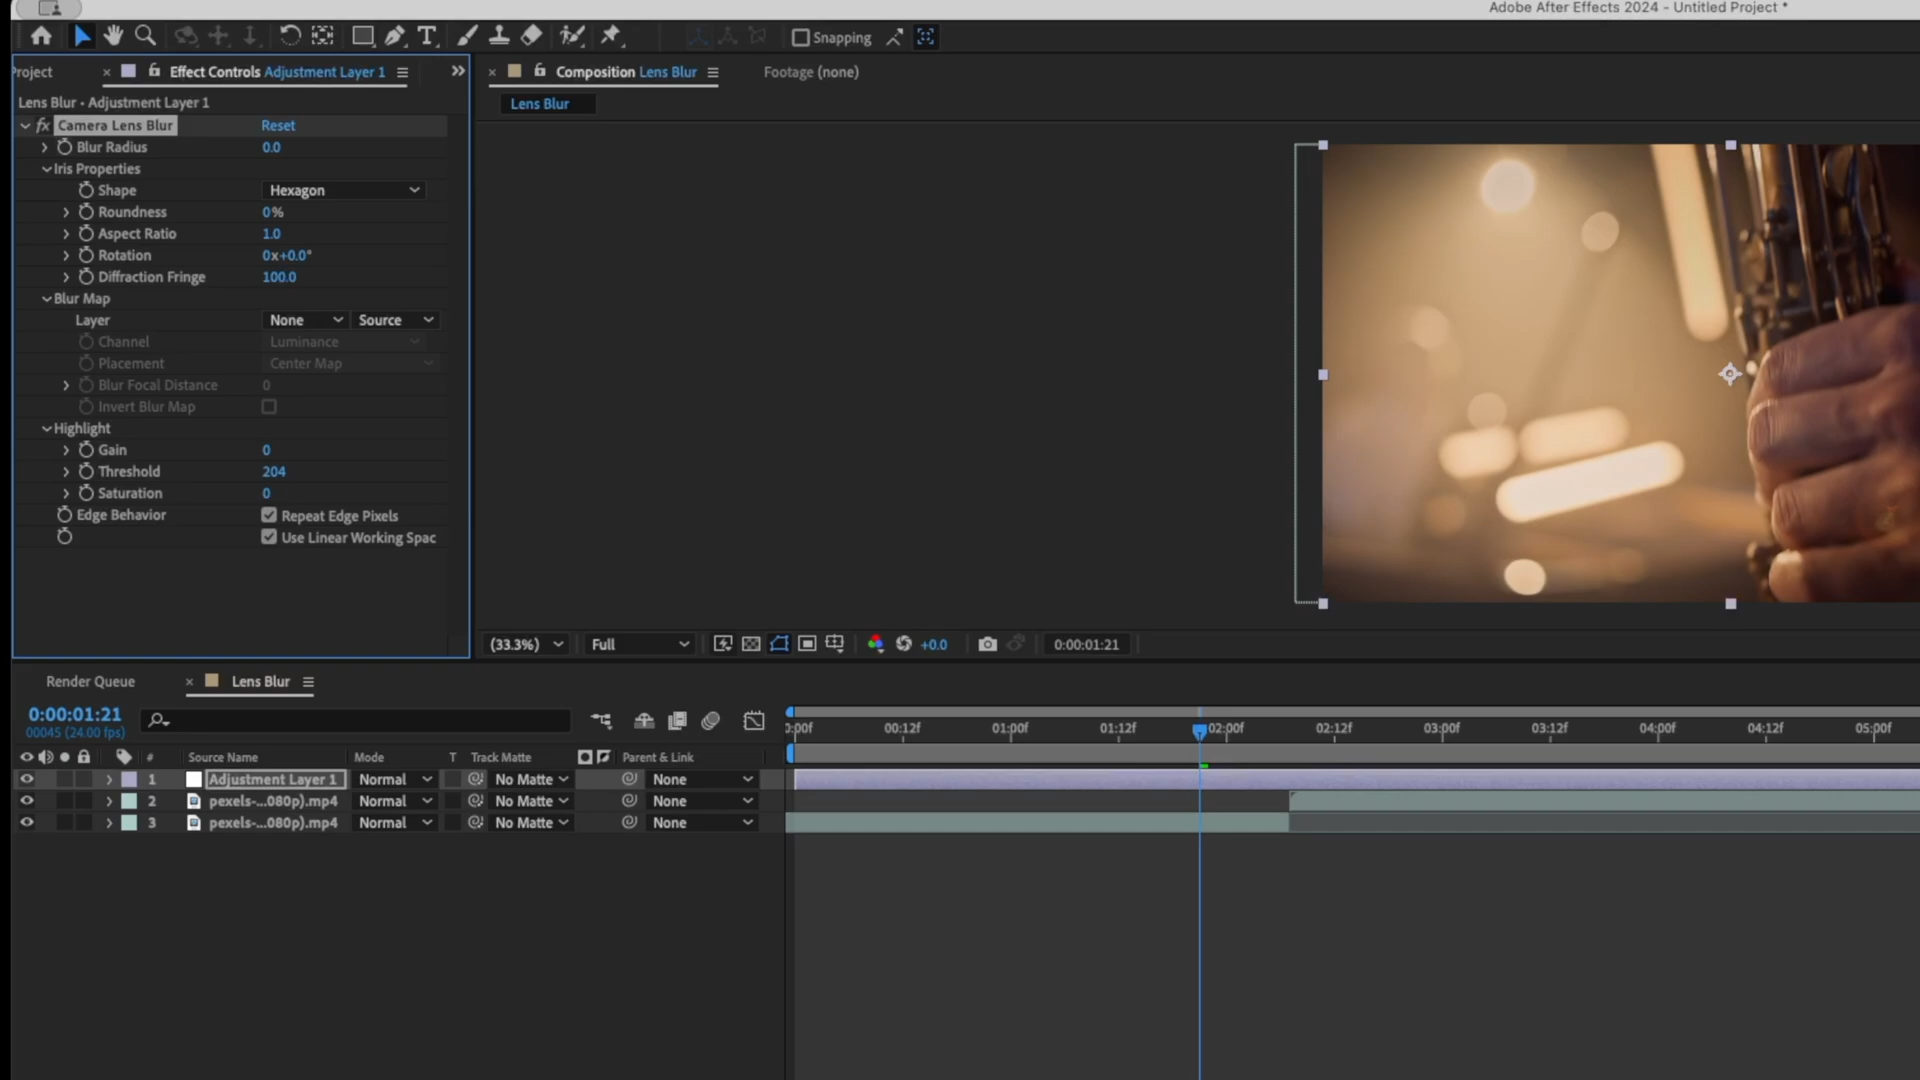 Adobe After Effects 2024 - Untitled Project *
Snapping
roject
Effect Controls Adjustment Layer 1
Composition Lens Blur
Footage (none)
Lens Blur • Adjustment Layer 1
Lens Blur
fx Camera Lens Blur Reset
Blur Radius 0.0
Iris Properties
Shape Hexagon
Roundness 0%
Aspect Ratio 1.0
Rotation 0x+0.0°
Diffraction Fringe 100.0
Blur Map
Layer None Source
Channel Luminance
Placement Center Map
Blur Focal Distance 0
Invert Blur Map
Highlight
Gain 0
Threshold 204
Saturation 0
Edge Behavior Repeat Edge Pixels
Use Linear Working Spac
(33.3%) Full +0.0 0:00:01:21
Render Queue
Lens Blur
0:00:01:21
00045 (24.00 fps)
:00f 00:12f 01:00f 01:12f 02:00f 02:12f 03:00f 03:12f 04:00f 04:12f 05:00f
# Source Name Mode T Track Matte Parent & Link
1 Adjustment Layer 1 Normal No Matte None
2 pexels-...080p).mp4 Normal No Matte None
3 pexels-...080p).mp4 Normal No Matte None